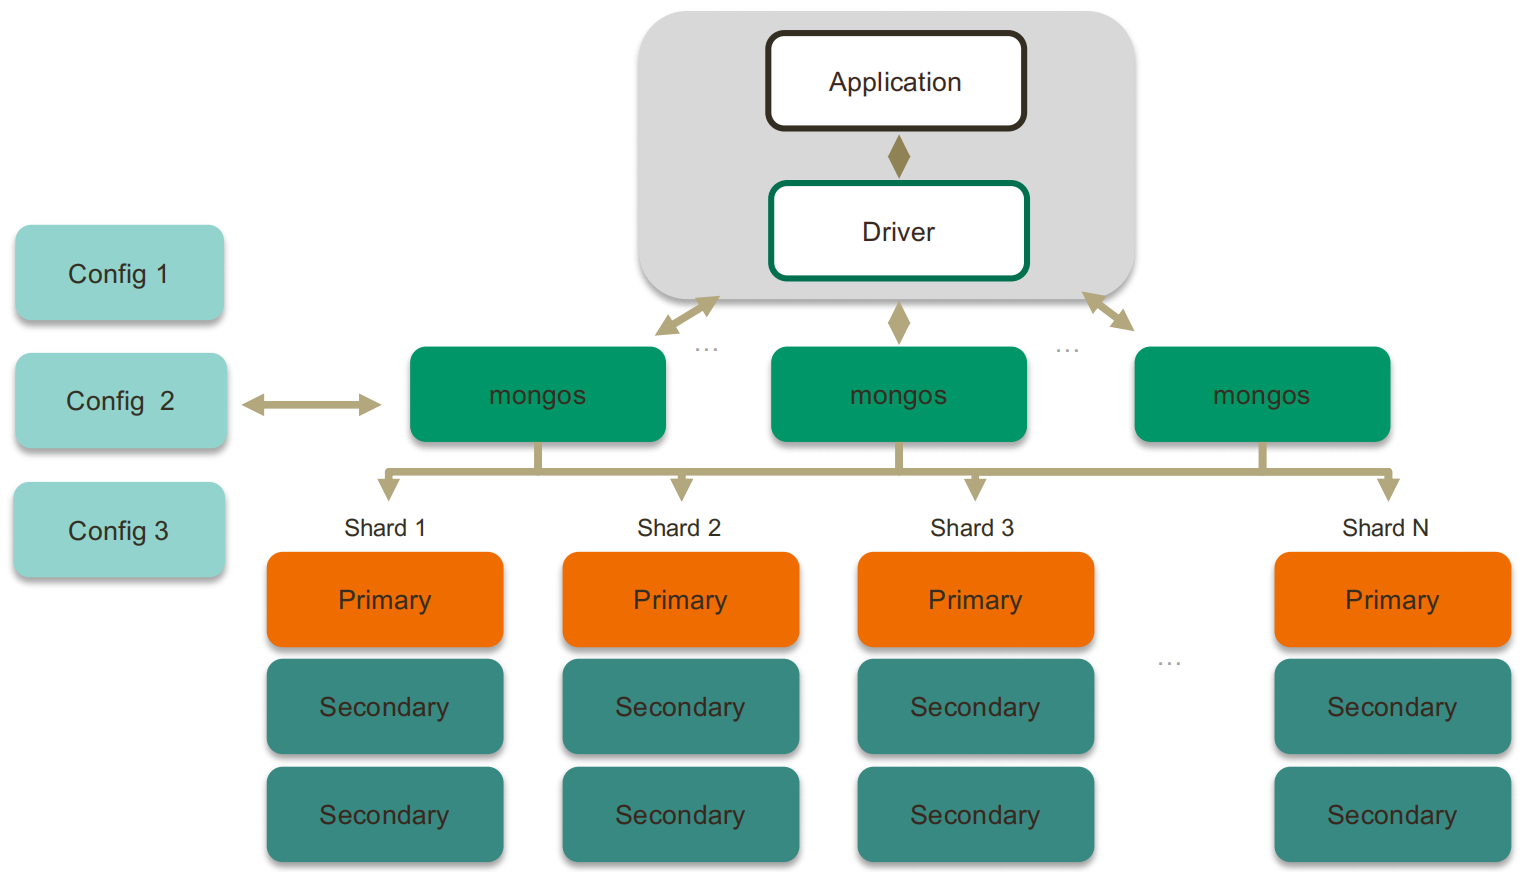 Application
Driver
Config 1
Config  2
Config 3
... ...
mongos mongos mongos
Shard 1 Shard 2 Shard 3 Shard N
Primary Primary Primary Primary
...
Secondary Secondary Secondary Secondary
Secondary Secondary Secondary Secondary